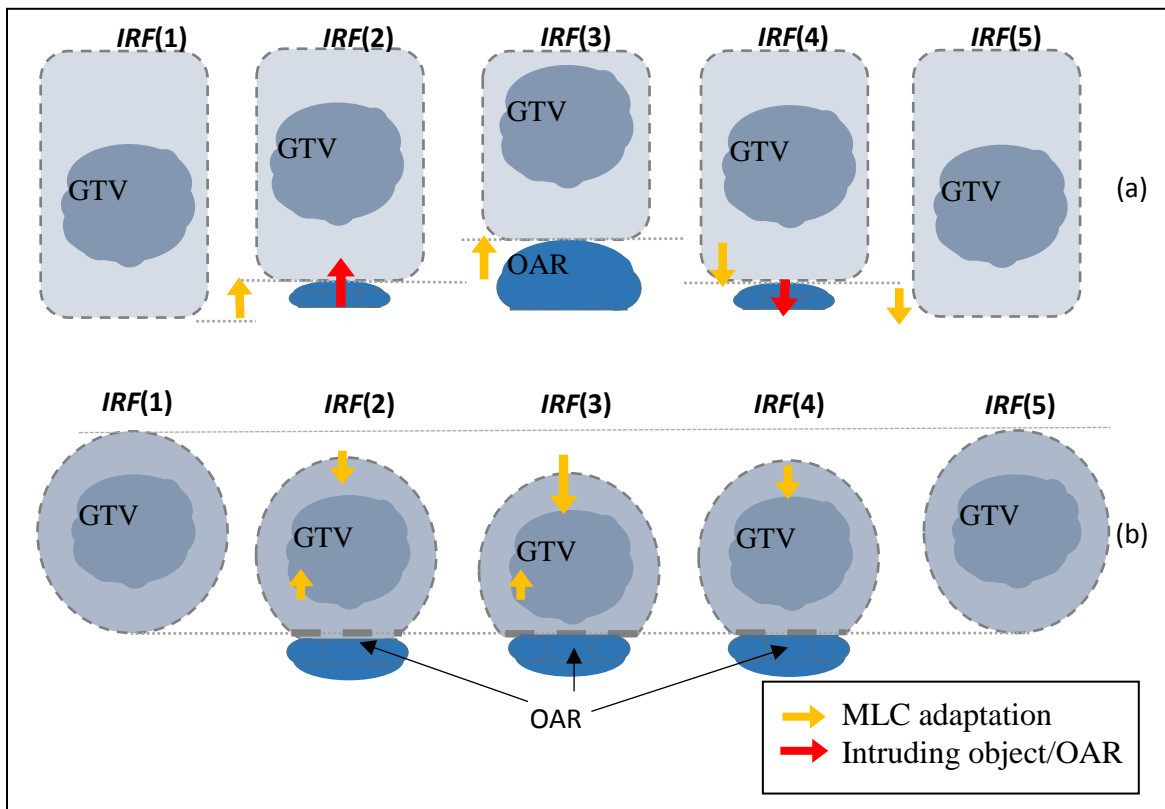 IRF(1) IRF(2) IRF(3) IRF(4) IRF(5)
GTV GTV GTV GTV GTV
(a)
OAR
IRF(1) IRF(2) IRF(3) IRF(4) IRF(5)
GTV GTV GTV GTV GTV
(b)
OAR
MLC adaptation
Intruding object/OAR